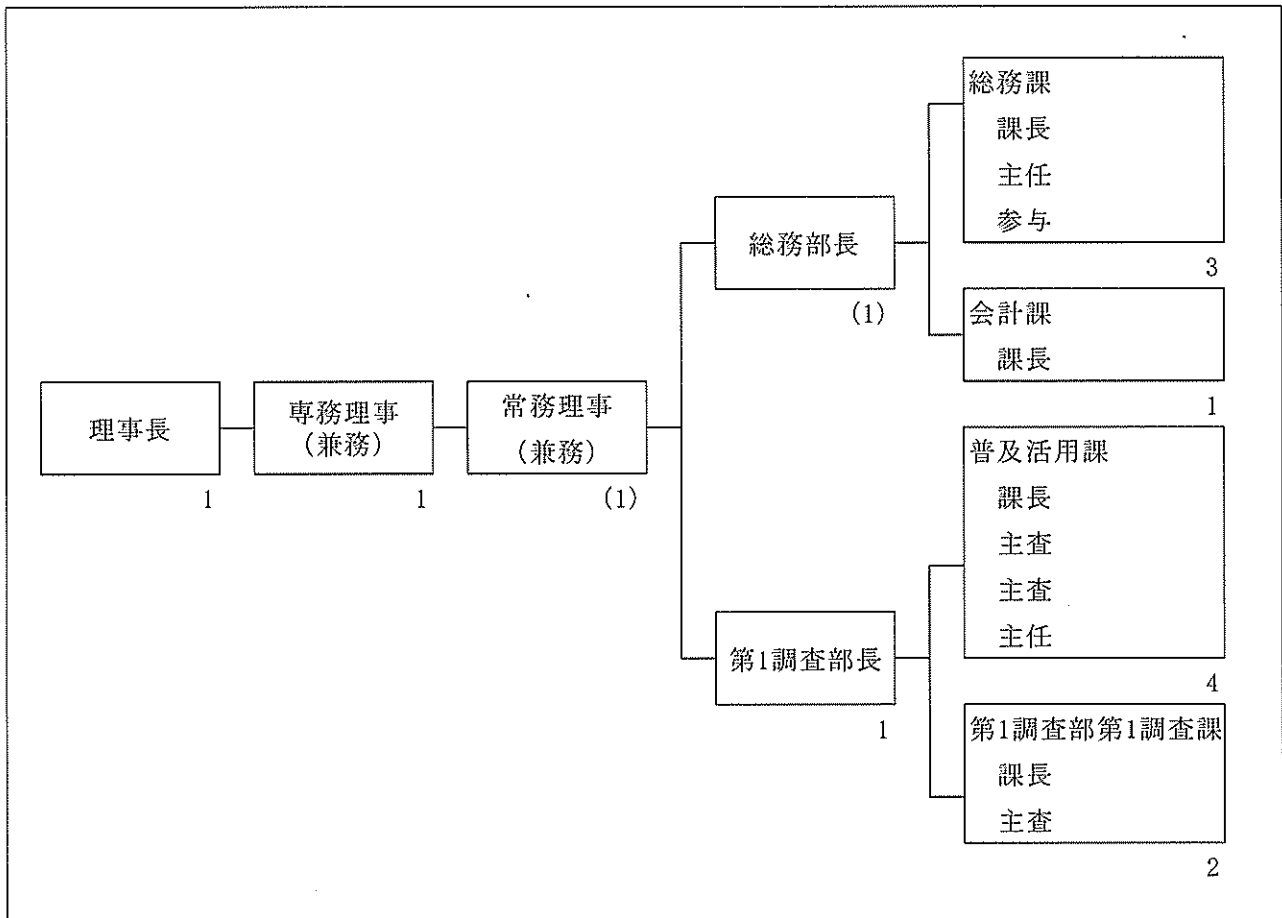 理事長
1
専務理事
(兼務)
1
常務理事
(兼務)
(1)
総務部長
(1)
総務課
課長
主任
参与
3
会計課
課長
1
第1調査部長
1
普及活用課
課長
主査
主査
主任
4
第1調査部第1調査課
課長
主査
2